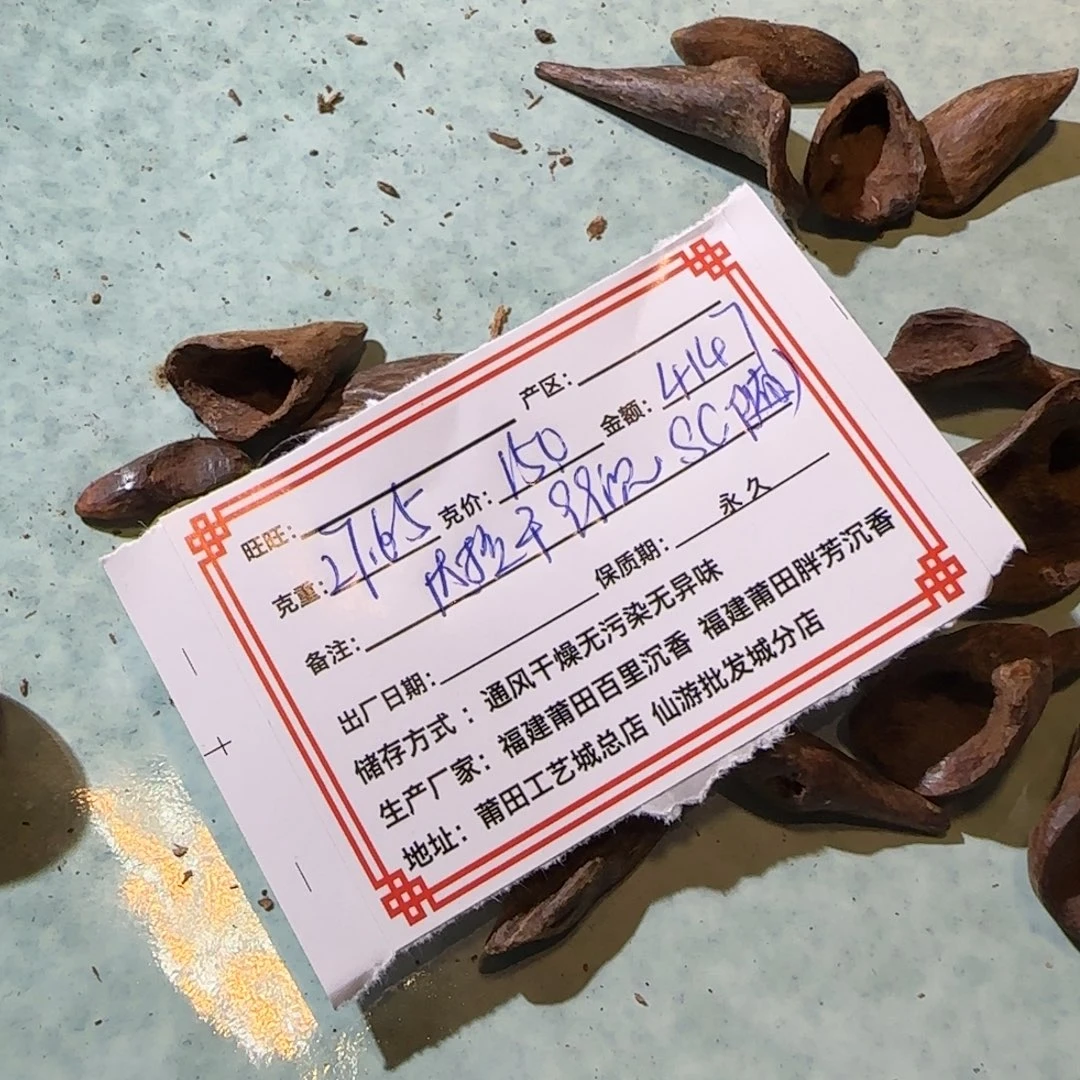 旺旺: 产区:
克重: 27.65 克价: 150 金额: 4147
备注: SC
出厂日期: 保质期: 永久
储存方式: 通风干燥无污染无异味
生产厂家: 福建莆田百里沉香 福建莆田胖芳沉香
地址: 莆田工艺城总店 仙游批发城分店